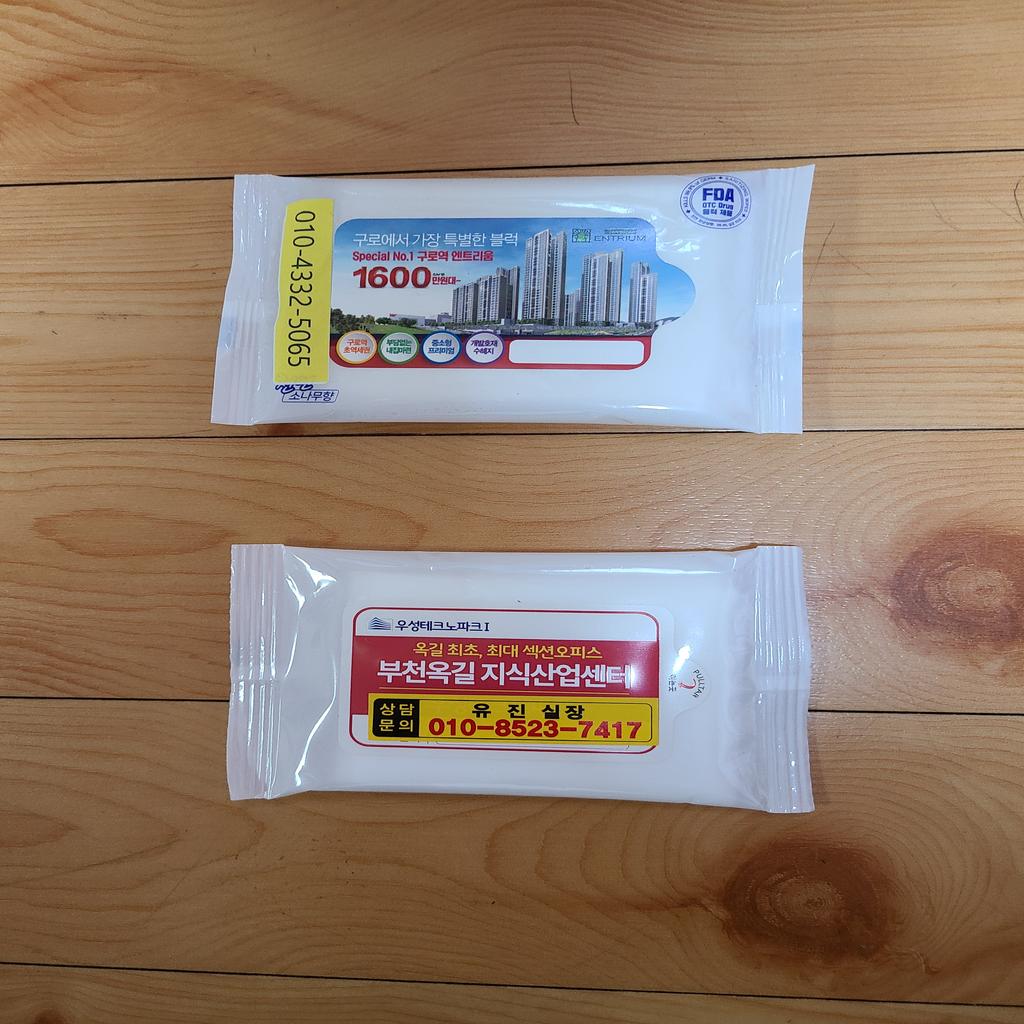 010-4332-5065
구로에서 가장 특별한 블럭
Special No.1 구로역 엔트리움
1600만원대~
ENTRIUM
구로역
초역세권
부담없는
내집마련
중소형
프리미엄
개발호재
수혜지
소나무향
FDA
OTC Drug
등록 제품
우성테크노파크I
옥길 최초, 최대 섹션오피스
부천옥길 지식산업센터
상담
문의
유 진 실장
010-8523-7417